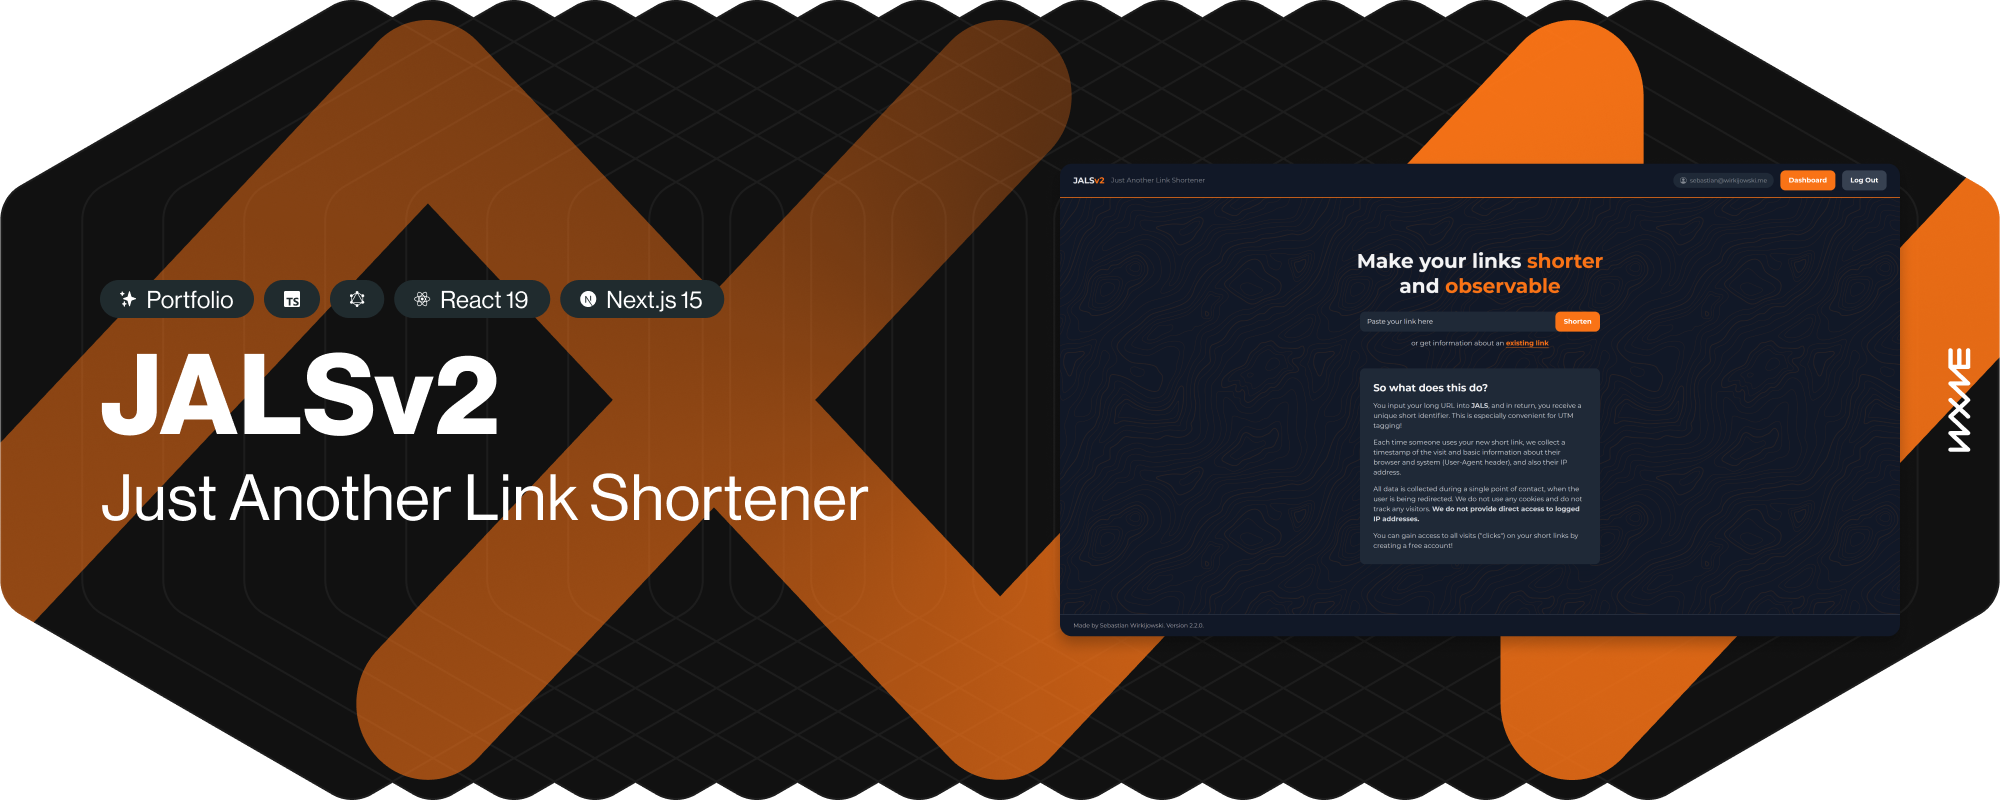 Portfolio
TS
React 19
N
Next.js 15
JALSv2
Just Another Link Shortener
JALSv2 Just Another Link Shortener
sebastian@wirkijowski.me
Dashboard
Log Out
Make your links shorter
and observable
Paste your link here
Shorten
or get information about an existing link
So what does this do?
You input your long URL into JALS, and in return, you receive a
unique short identifier. This is especially convenient for UTM
tagging!
Each time someone uses your new short link, we collect a
timestamp of the visit and basic information about their
browser and system (User-Agent header), and also their IP
address.
All data is collected during a single point of contact, when the
user is being redirected. We do not use any cookies and do not
track any visitors. We do not provide direct access to logged
IP addresses.
You can gain access to all visits ("clicks") on your short links by
creating a free account!
Made by Sebastian Wirkijowski. Version 2.2.0.